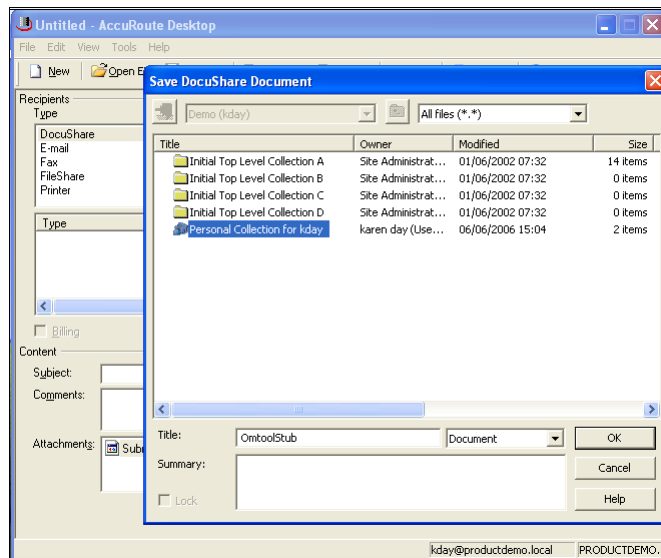 Untitled - AccuRoute Desktop
File Edit View Tools Help
New Open E
Save DocuShare Document
Recipients
Type
DocuShare
E-mail
Fax
FileShare
Printer
Type
Billing
Content
Subject:
Comments:
Attachments:
Demo (kday) All files (*.*)
Title Owner Modified Size
Initial Top Level Collection A Site Administrat... 01/06/2002 07:32 14 items
Initial Top Level Collection B Site Administrat... 01/06/2002 07:32 0 items
Initial Top Level Collection C Site Administrat... 01/06/2002 07:32 0 items
Initial Top Level Collection D Site Administrat... 01/06/2002 07:32 0 items
Personal Collection for kday karen day (Use... 06/06/2006 15:04 2 items
Title: OmtoolStub Document OK
Summary: Cancel
Lock Help
kday@productdemo.local PRODUCTDEMO.